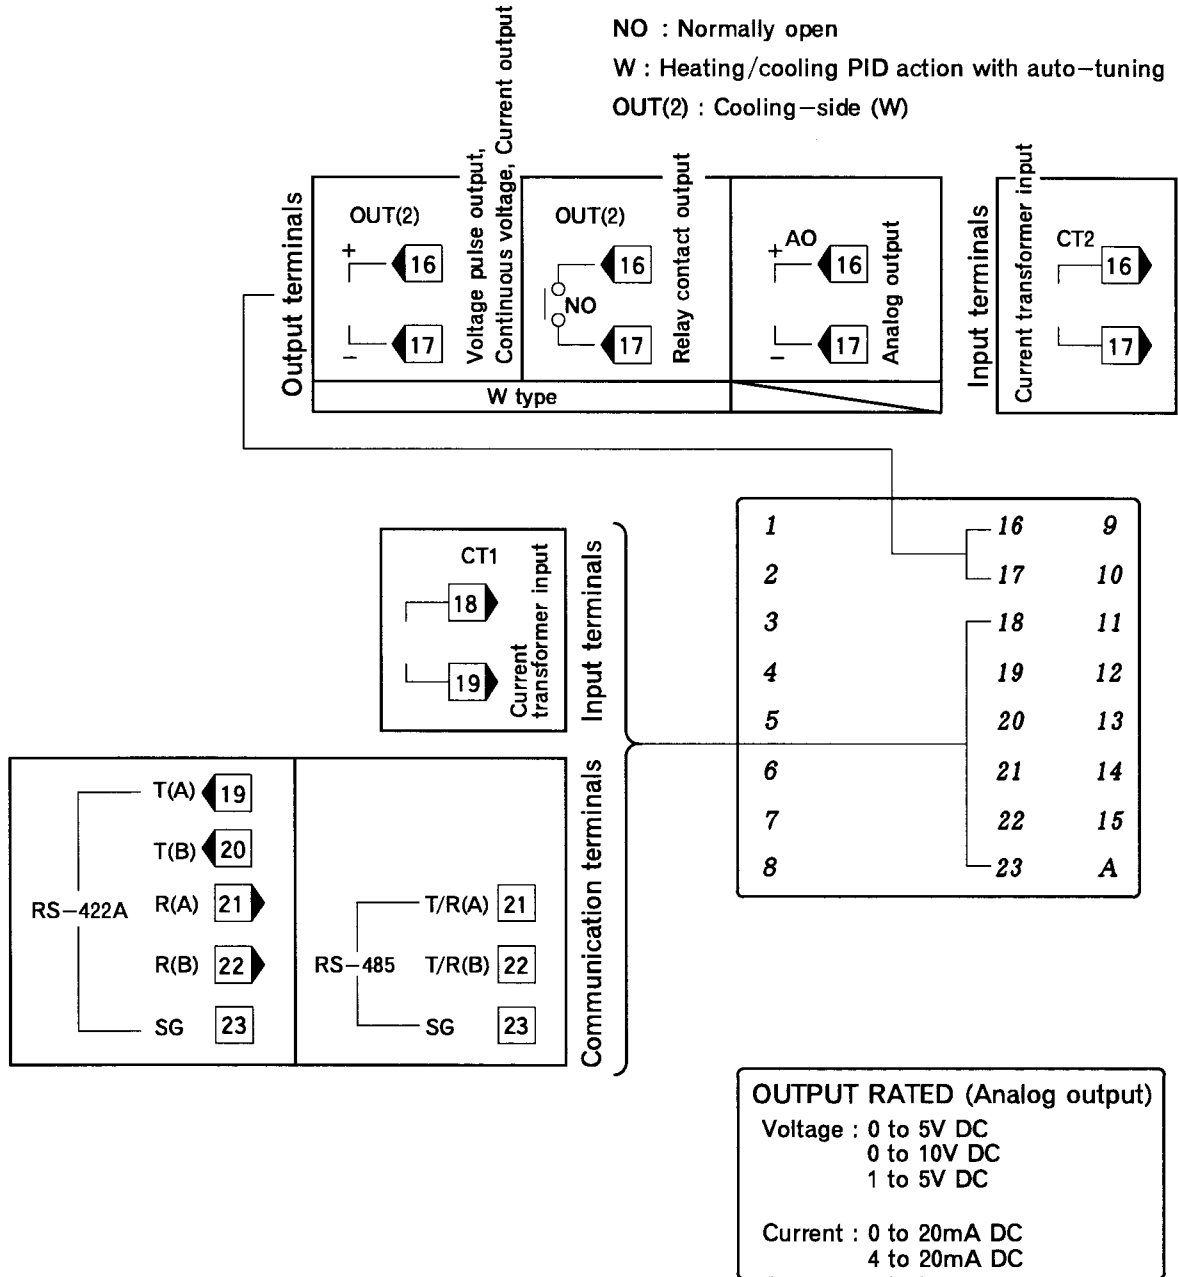 NO : Normally open
W : Heating/cooling PID action with auto-tuning
OUT(2) : Cooling-side (W)
Output terminals
OUT(2)
+
16
17
-
Voltage pulse output,
Continuous voltage, Current output
OUT(2)
16
NO
17
Relay contact output
W type
+ AO
16
17
-
Analog output
Input terminals
Current transformer input
CT2
16
17
CT1
18
19
Current
transformer input
Input terminals
1 16 9
2 17 10
3 18 11
4 19 12
5 20 13
6 21 14
7 22 15
8 23 A
RS-422A
T(A) 19
T(B) 20
R(A) 21
R(B) 22
SG 23
RS-485
T/R(A) 21
T/R(B) 22
SG 23
Communication terminals
OUTPUT RATED (Analog output)
Voltage : 0 to 5V DC
0 to 10V DC
1 to 5V DC
Current : 0 to 20mA DC
4 to 20mA DC